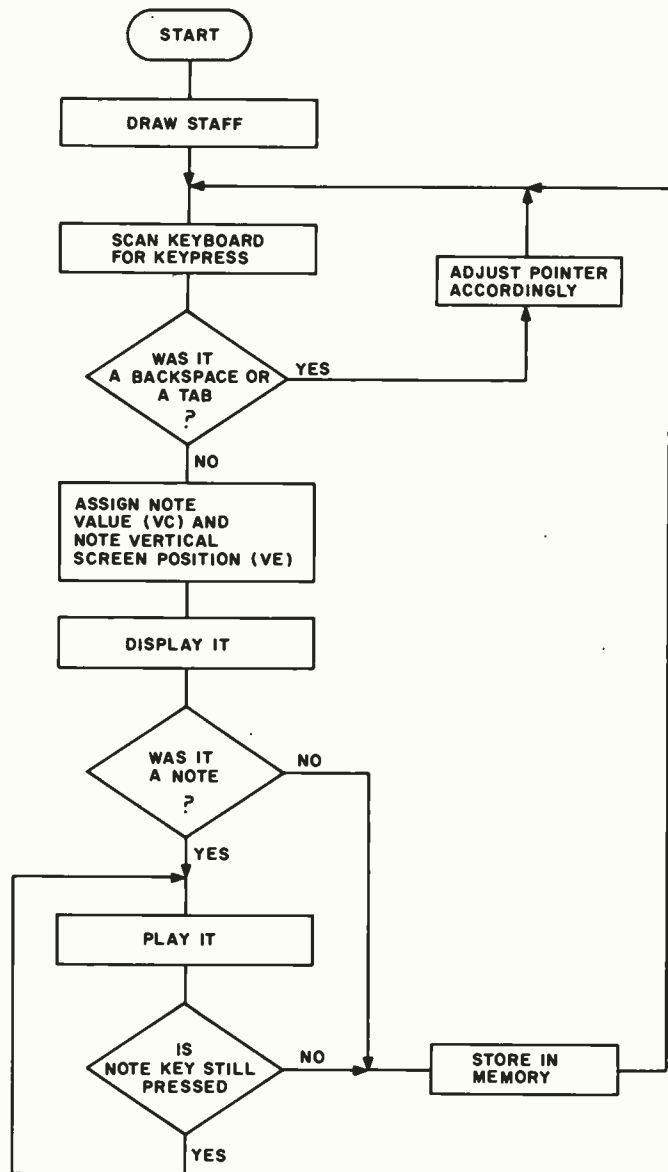 START
DRAW STAFF
SCAN KEYBOARD
FOR KEYPRESS
ADJUST POINTER
ACCORDINGLY
WAS IT
A BACKSPACE OR
A TAB
?
YES
NO
ASSIGN NOTE
VALUE (VC) AND
NOTE VERTICAL
SCREEN POSITION (VE)
DISPLAY IT
WAS IT
A NOTE
?
NO
YES
PLAY IT
IS
NOTE KEY STILL
PRESSED
NO
STORE IN
MEMORY
YES